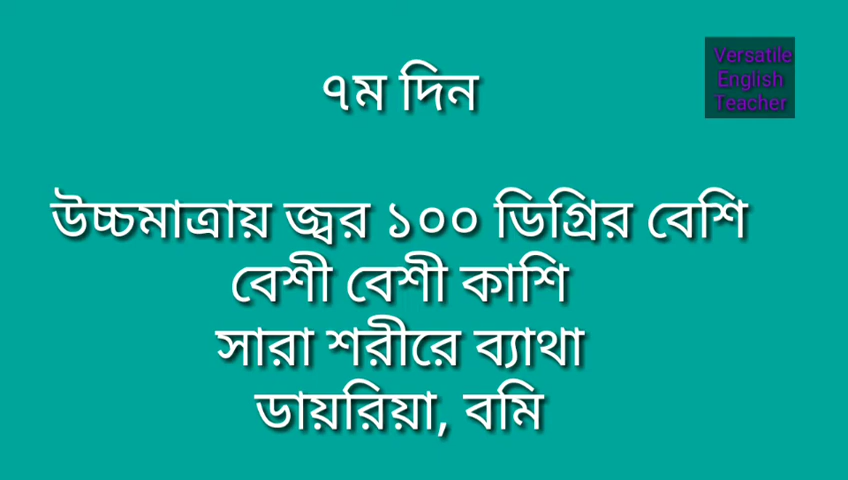 ৭ম দিন
Versatile
English
Teacher
উচ্চমাত্রায় জ্বর ১০০ ডিগ্রির বেশি
বেশী বেশী কাশি
সারা শরীরে ব্যাথা
ডায়রিয়া, বমি